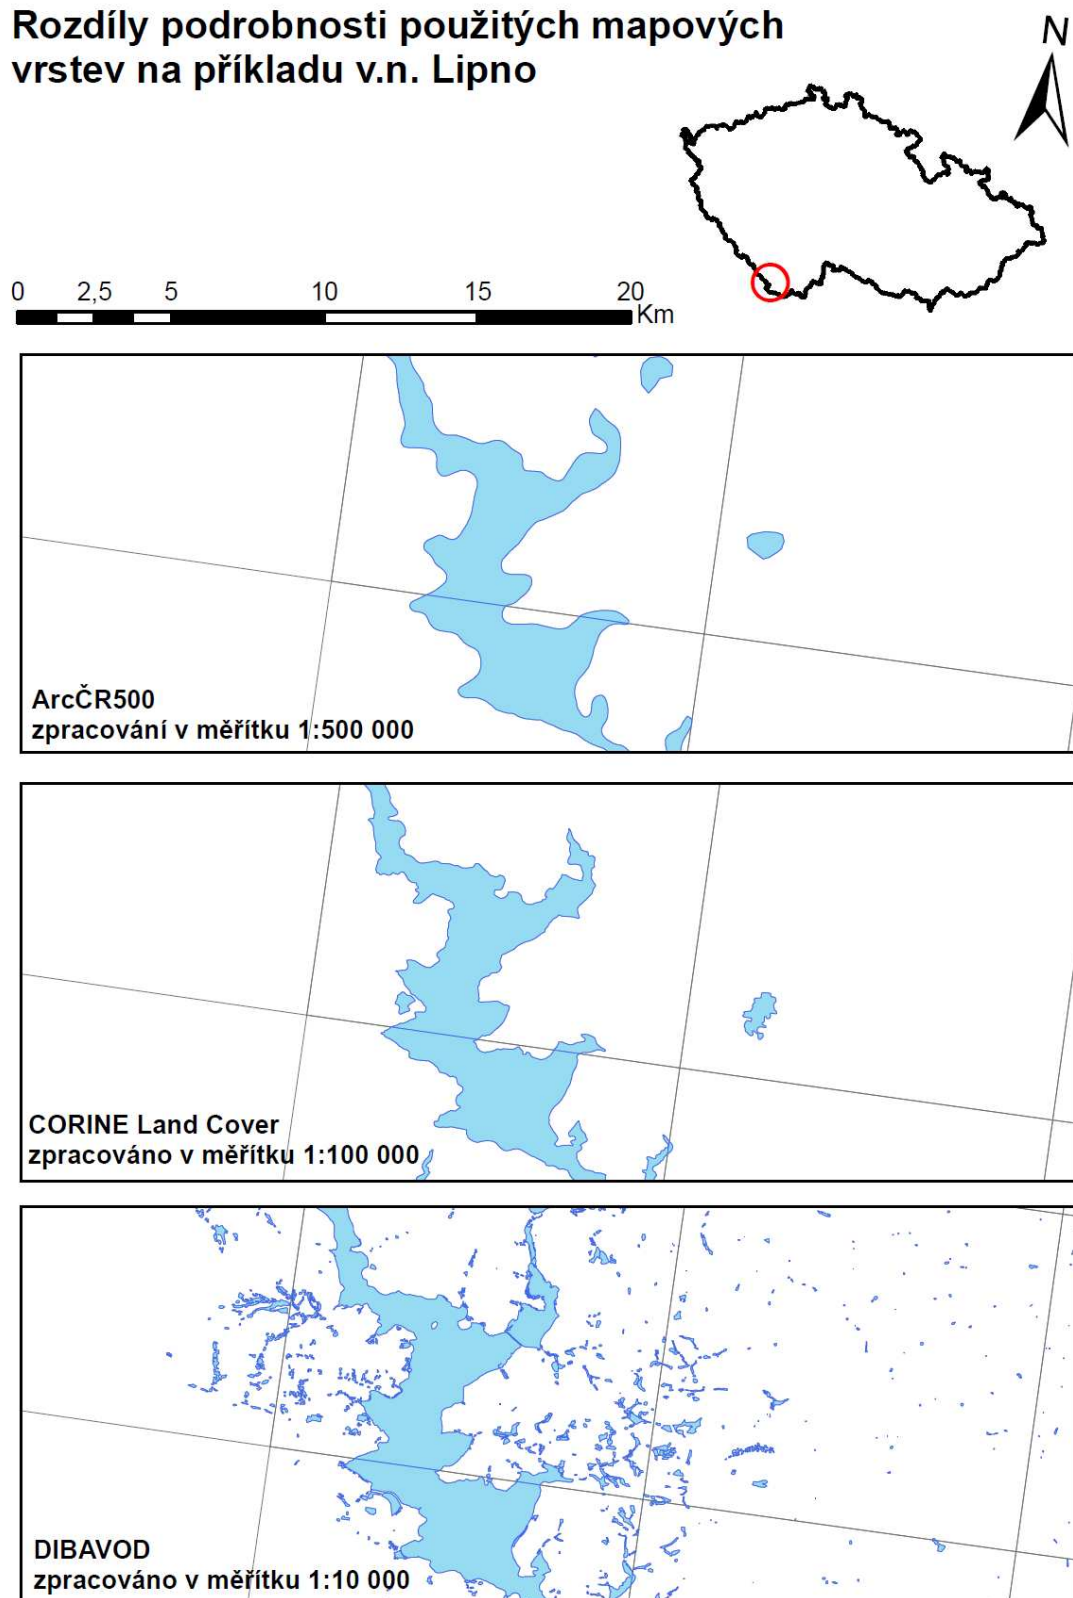 Rozdíly podrobnosti použitých mapových
vrstev na příkladu v.n. Lipno
N
0 2,5 5 10 15 20
Km
ArcČR500
zpracování v měřítku 1:500 000
CORINE Land Cover
zpracováno v měřítku 1:100 000
DIBAVOD
zpracováno v měřítku 1:10 000